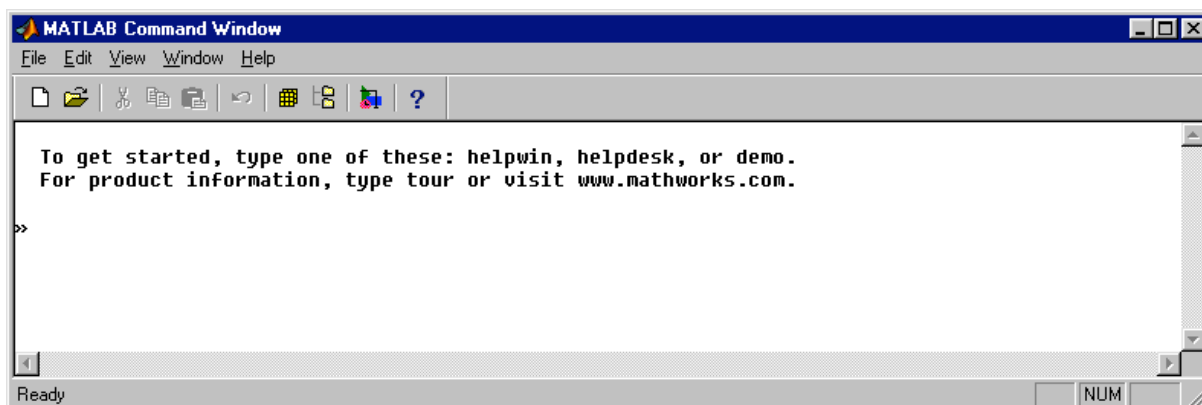 MATLAB Command Window
File Edit View Window Help
?
To get started, type one of these: helpwin, helpdesk, or demo.
For product information, type tour or visit www.mathworks.com.
»
Ready NUM